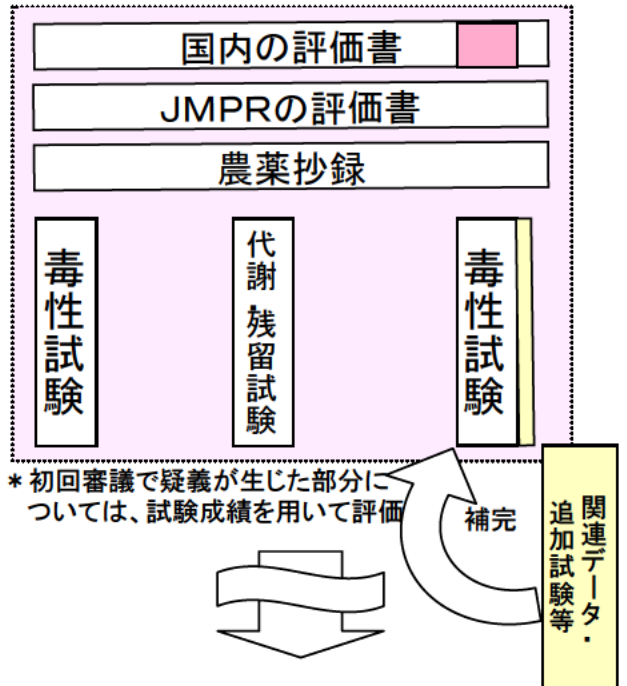 国内の評価書
JMPRの評価書
農薬抄録
毒性試験
代謝・残留試験
毒性試験
* 初回審議で疑義が生じた部分に
ついては、試験成績を用いて評価
補完
関連データ・
追加試験等